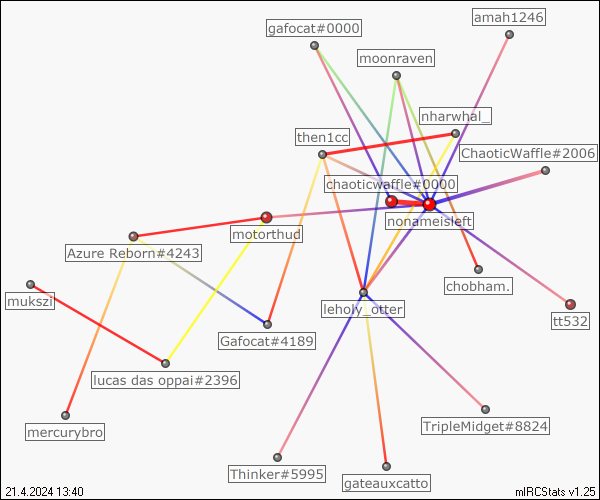 amah1246
gafocat#0000
moonraven
nharwhal_
then1cc
ChaoticWaffle#2006
chaoticwaffle#0000
nonameisleft
motorthud
Azure Reborn#4243
chobham.
mukszi
leholy_otter
tt532
Gafocat#4189
lucas das oppai#2396
TripleMidget#8824
mercurybro
Thinker#5995
gateauxcatto
21.4.2024 13:40
mIRCStats v1.25